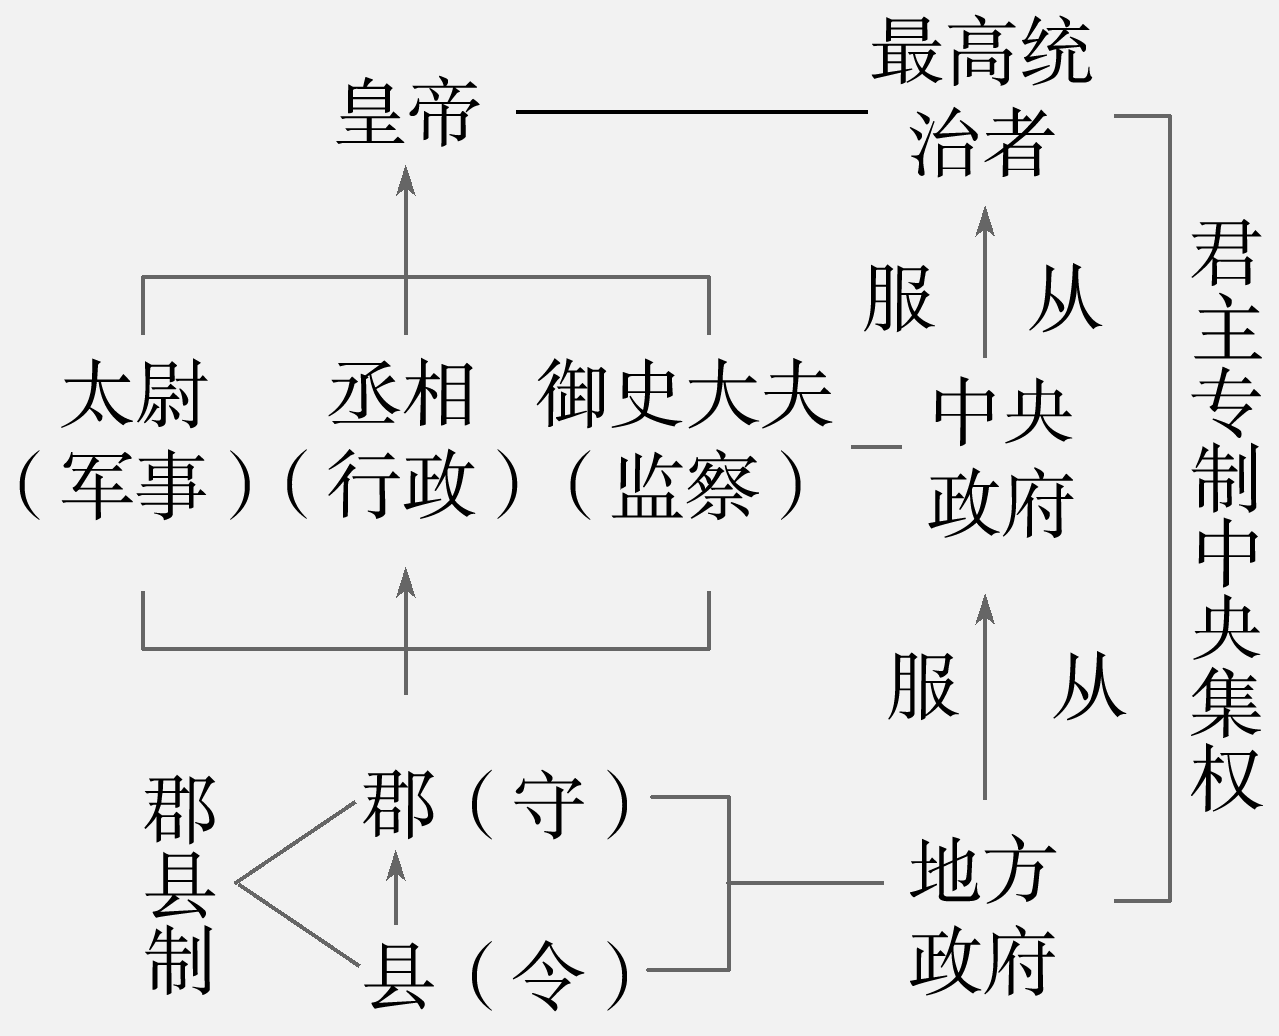 皇帝
最高统
治者
服 从
太尉
（军事）
丞相
（行政）
御史大夫
（监察）
中央
政府
服 从
郡县制
郡（守）
县（令）
地方
政府
君主专制中央集权